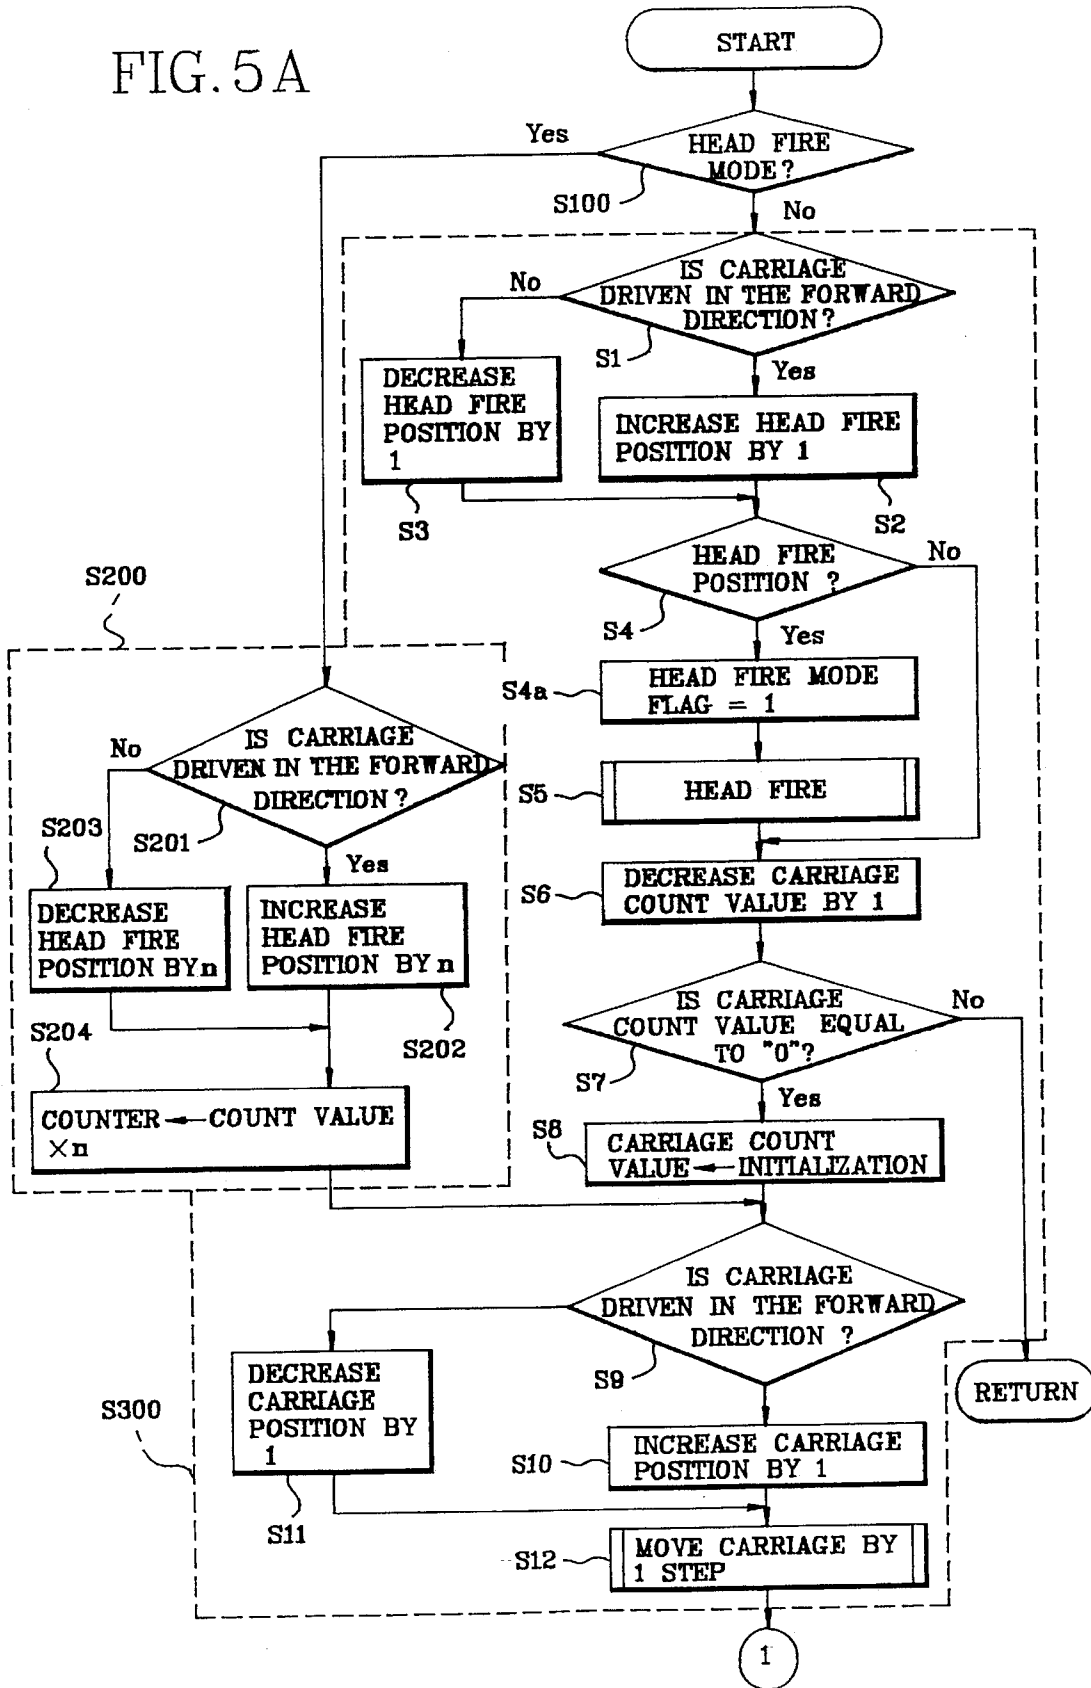 FIG. 5A
START
Yes
HEAD FIRE
MODE?
S100
No
IS CARRIAGE
DRIVEN IN THE FORWARD
DIRECTION?
No
S1
Yes
DECREASE
HEAD FIRE
POSITION BY
1
S3
INCREASE HEAD FIRE
POSITION BY 1
S2
HEAD FIRE
POSITION ?
No
S4
Yes
S200
S4a
HEAD FIRE MODE
FLAG = 1
IS CARRIAGE
DRIVEN IN THE FORWARD
DIRECTION?
No
S201
Yes
S5
HEAD FIRE
S203
DECREASE
HEAD FIRE
POSITION BY n
INCREASE
HEAD FIRE
POSITION BY n
S202
S6
DECREASE CARRIAGE
COUNT VALUE BY 1
IS CARRIAGE
COUNT VALUE EQUAL
TO "0"?
No
S7
Yes
S204
COUNTER ← COUNT VALUE
×n
S8
CARRIAGE COUNT
VALUE ← INITIALIZATION
IS CARRIAGE
DRIVEN IN THE FORWARD
DIRECTION ?
S9
DECREASE
CARRIAGE
POSITION BY
1
S11
S300
RETURN
S10
INCREASE CARRIAGE
POSITION BY 1
S12
MOVE CARRIAGE BY
1 STEP
1